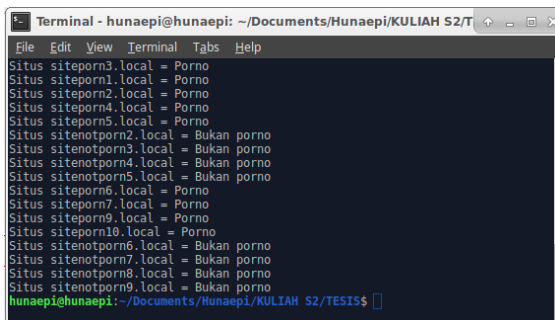 Terminal - hunaepi@hunaepi: ~/Documents/Hunaepi/KULIAH S2/T
File Edit View Terminal Tabs Help
Situs siteporn3.local = Porno
Situs siteporn1.local = Porno
Situs siteporn2.local = Porno
Situs siteporn4.local = Porno
Situs siteporn5.local = Porno
Situs sitenotporn2.local = Bukan porno
Situs sitenotporn3.local = Bukan porno
Situs sitenotporn4.local = Bukan porno
Situs sitenotporn5.local = Bukan porno
Situs siteporn6.local = Porno
Situs siteporn7.local = Porno
Situs siteporn9.local = Porno
Situs siteporn10.local = Porno
Situs sitenotporn6.local = Bukan porno
Situs sitenotporn7.local = Bukan porno
Situs sitenotporn8.local = Bukan porno
Situs sitenotporn9.local = Bukan porno
hunaepi@hunaepi:~/Documents/Hunaepi/KULIAH S2/TESIS$